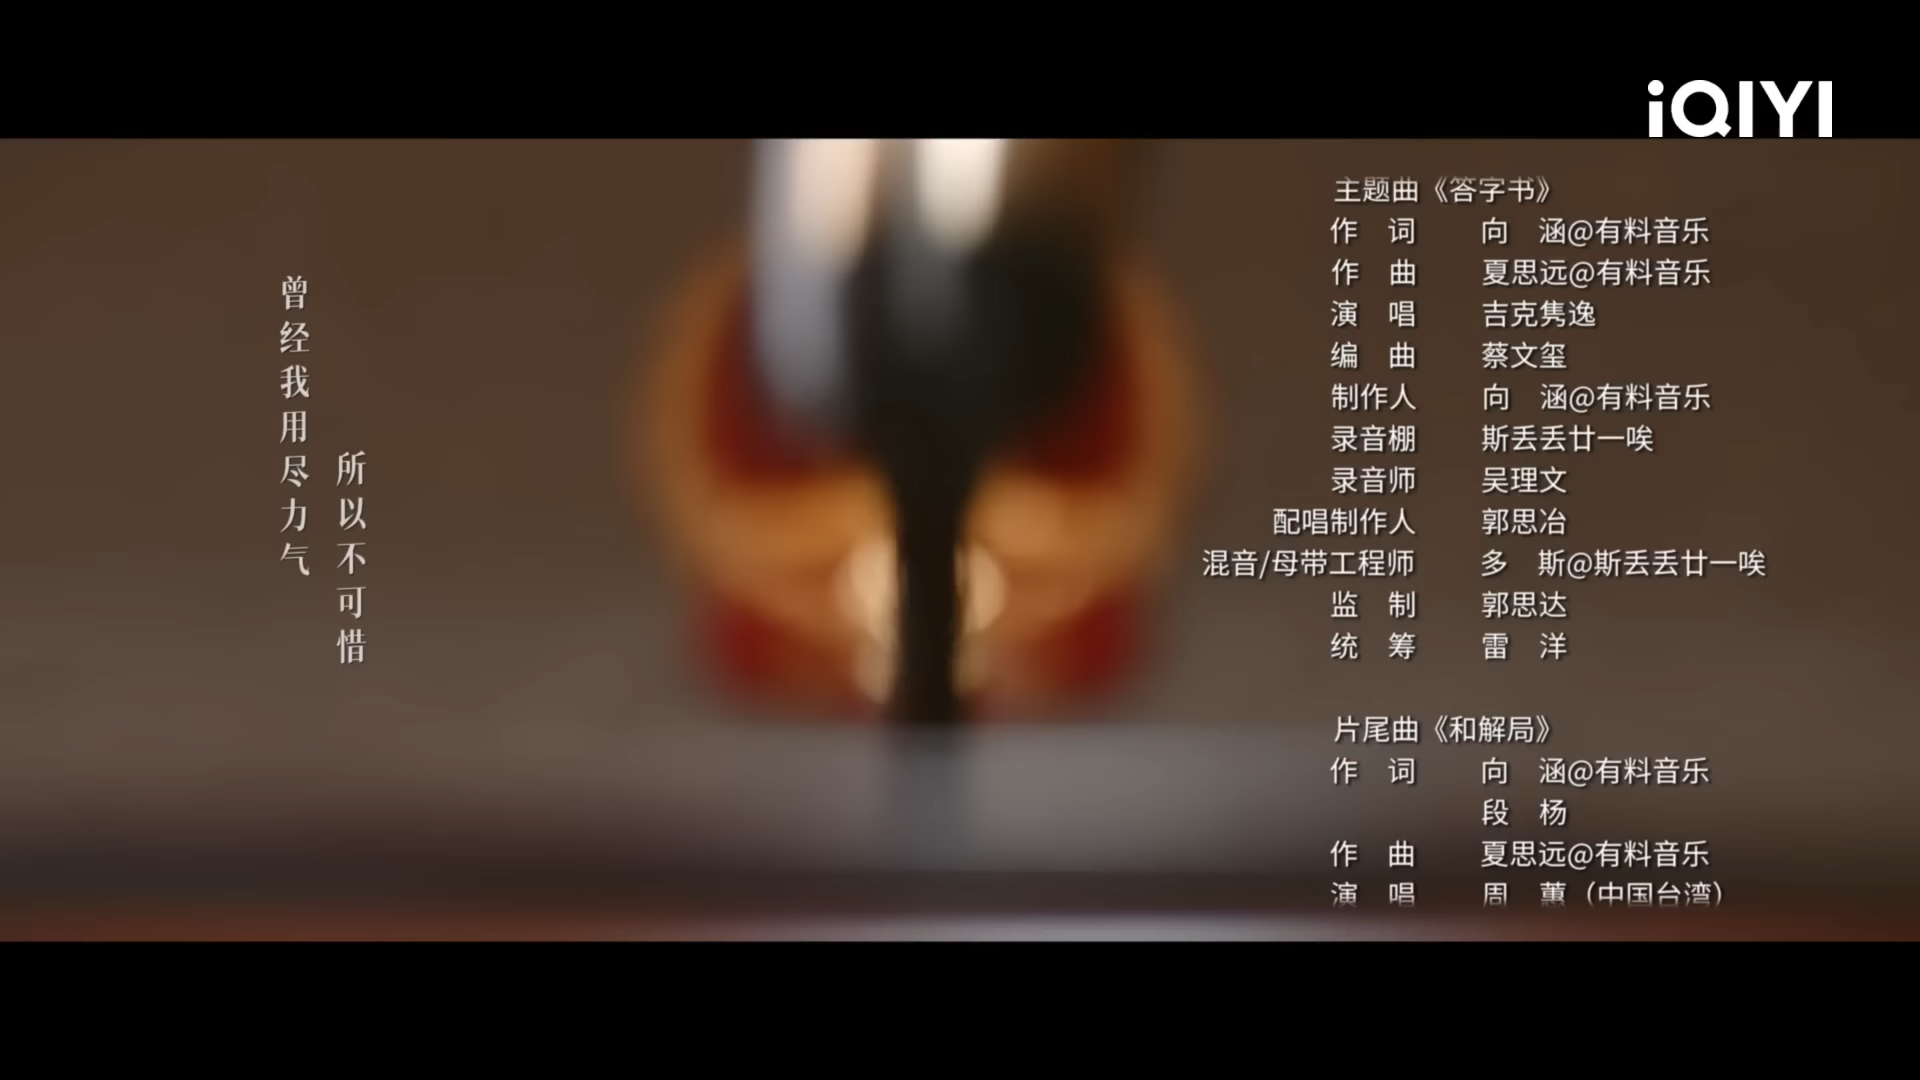 iQIYI
曾经我用尽力气
所以不可惜
主题曲《答字书》
作 词 向 涵@有料音乐
作 曲 夏思远@有料音乐
演 唱 吉克隽逸
编 曲 蔡文玺
制作人 向 涵@有料音乐
录音棚 斯丢丢廿一唉
录音师 吴理文
配唱制作人 郭思冶
混音/母带工程师 多 斯@斯丢丢廿一唉
监 制 郭思达
统 筹 雷 洋
片尾曲《和解局》
作 词 向 涵@有料音乐
段 杨
作 曲 夏思远@有料音乐
演 唱 周 蕙（中国台湾）